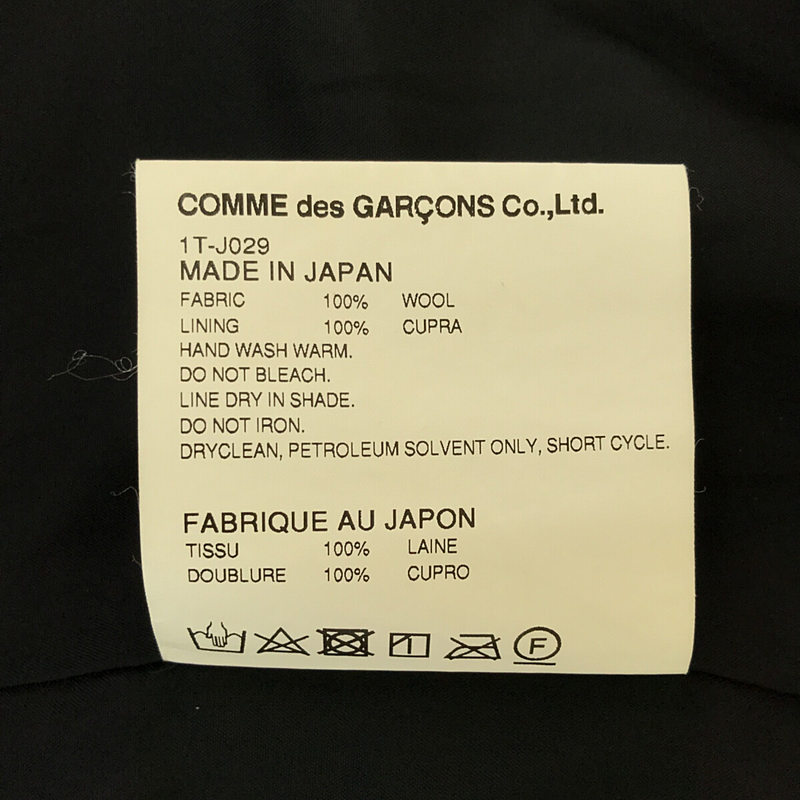 COMME des GARÇONS Co.,Ltd.
1T-J029
MADE IN JAPAN
FABRIC 100% WOOL
LINING 100% CUPRA
HAND WASH WARM.
DO NOT BLEACH.
LINE DRY IN SHADE.
DO NOT IRON.
DRYCLEAN, PETROLEUM SOLVENT ONLY, SHORT CYCLE.
FABRIQUE AU JAPON
TISSU 100% LAINE
DOUBLURE 100% CUPRO
F